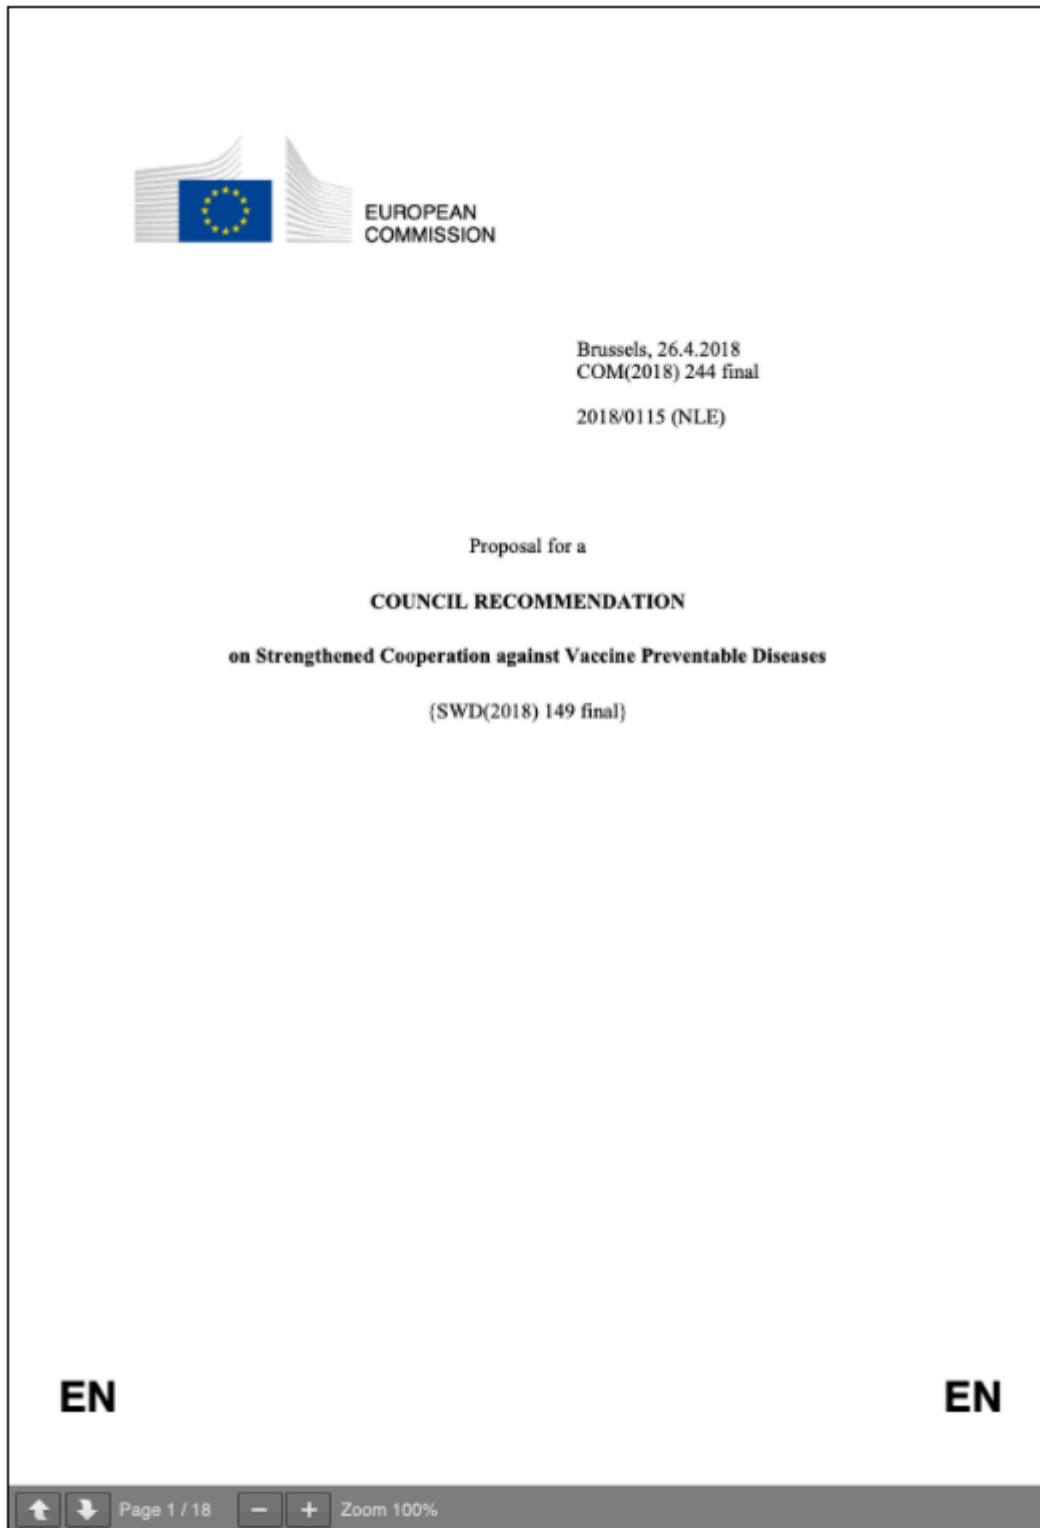 EUROPEAN
COMMISSION
Brussels, 26.4.2018
COM(2018) 244 final
2018/0115 (NLE)
Proposal for a
COUNCIL RECOMMENDATION
on Strengthened Cooperation against Vaccine Preventable Diseases
{SWD(2018) 149 final}
EN EN
Page 1 / 18 Zoom 100%